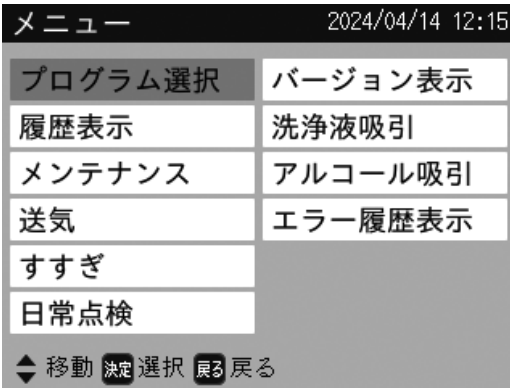 メニュー 2024/04/14 12:15
プログラム選択
履歴表示
メンテナンス
送気
すすぎ
日常点検
バージョン表示
洗浄液吸引
アルコール吸引
エラー履歴表示
移動 決定 選択 戻る 戻る